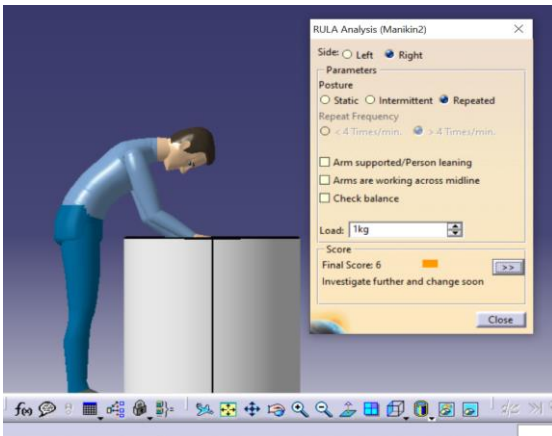 RULA Analysis (Manikin2)
Side: Left Right
Parameters
Posture
Static Intermittent Repeated
Repeat Frequency
< 4 Times/min. > 4 Times/min.
Arm supported/Person leaning
Arms are working across midline
Check balance
Load: 1kg
Score
Final Score: 6 >>
Investigate further and change soon
Close
f(x)